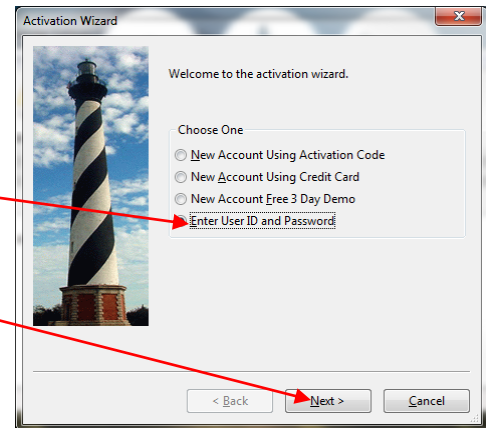 Activation Wizard
Welcome to the activation wizard.
Choose One
New Account Using Activation Code
New Account Using Credit Card
New Account Free 3 Day Demo
Enter User ID and Password
< Back Next > Cancel